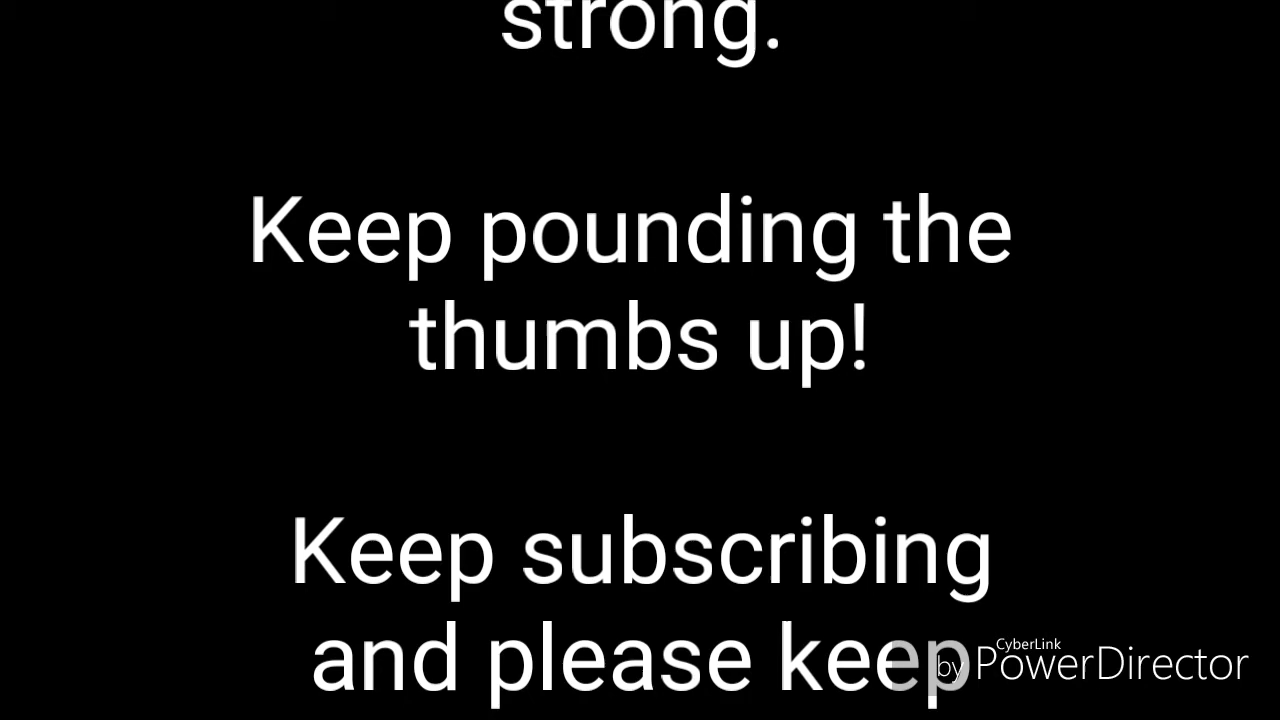 strong.
Keep pounding the
thumbs up!
Keep subscribing
and please keep
CyberLink
by PowerDirector